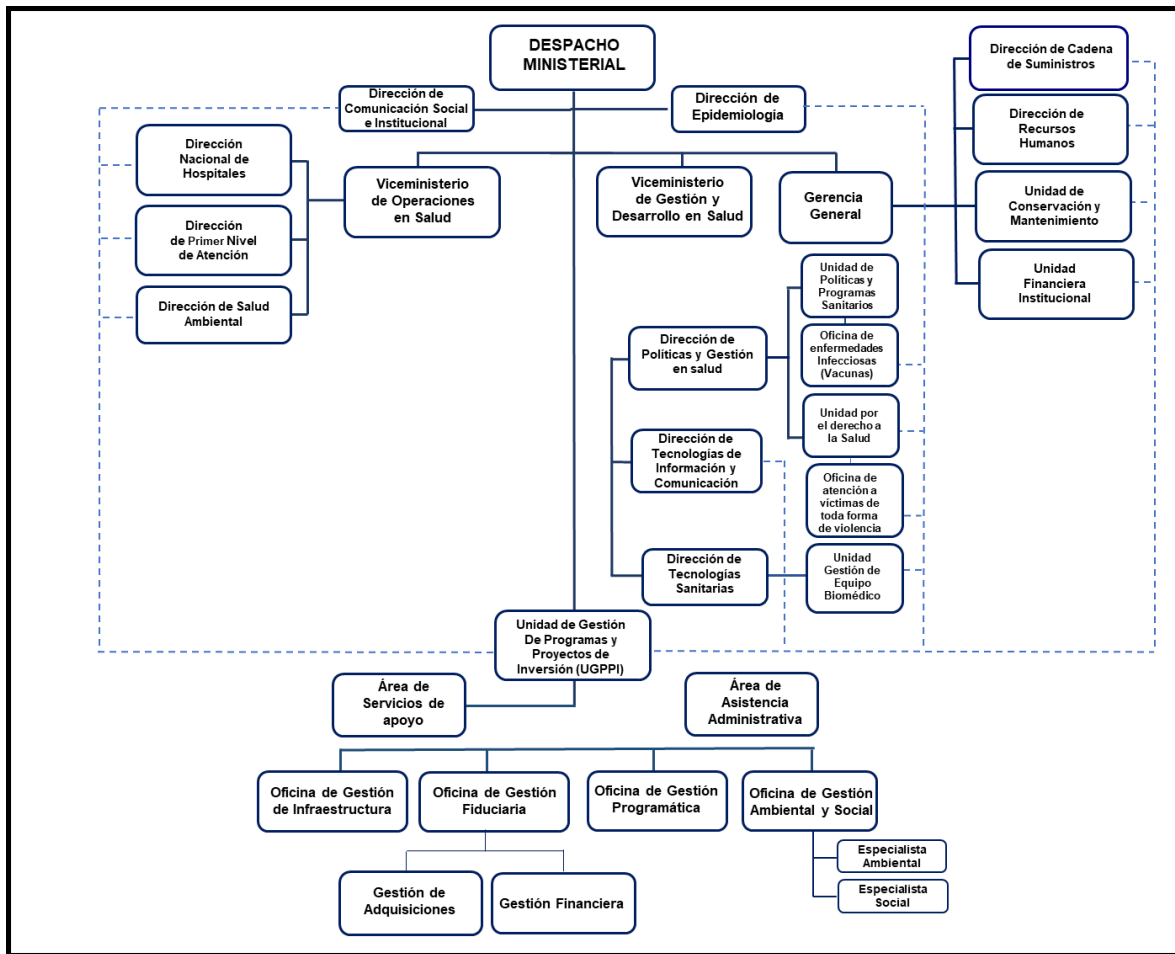 DESPACHO
MINISTERIAL
Dirección de
Comunicación Social
e Institucional
Dirección de
Epidemiología
Dirección de Cadena
de Suministros
Dirección de
Recursos
Humanos
Unidad de
Conservación y
Mantenimiento
Unidad
Financiera
Institucional
Dirección
Nacional de
Hospitales
Dirección
de Primer Nivel
de Atención
Dirección de Salud
Ambiental
Viceministerio
de Operaciones
en Salud
Viceministerio
de Gestión y
Desarrollo en Salud
Gerencia
General
Unidad de
Políticas y
Programas
Sanitarios
Dirección de
Políticas y Gestión
en salud
Oficina de
enfermedades
Infecciosas
(Vacunas)
Unidad por
el derecho a
la Salud
Dirección de
Tecnologías de
Información y
Comunicación
Oficina de
atención a
víctimas de
toda forma
de violencia
Dirección de
Tecnologías
Sanitarias
Unidad
Gestión de
Equipo
Biomédico
Unidad de Gestión
De Programas y
Proyectos de
Inversión (UGPPI)
Área de
Servicios de
apoyo
Área de
Asistencia
Administrativa
Oficina de Gestión
de Infraestructura
Oficina de Gestión
Fiduciaria
Oficina de Gestión
Programática
Oficina de Gestión
Ambiental y Social
Especialista
Ambiental
Especialista
Social
Gestión de
Adquisiciones
Gestión Financiera